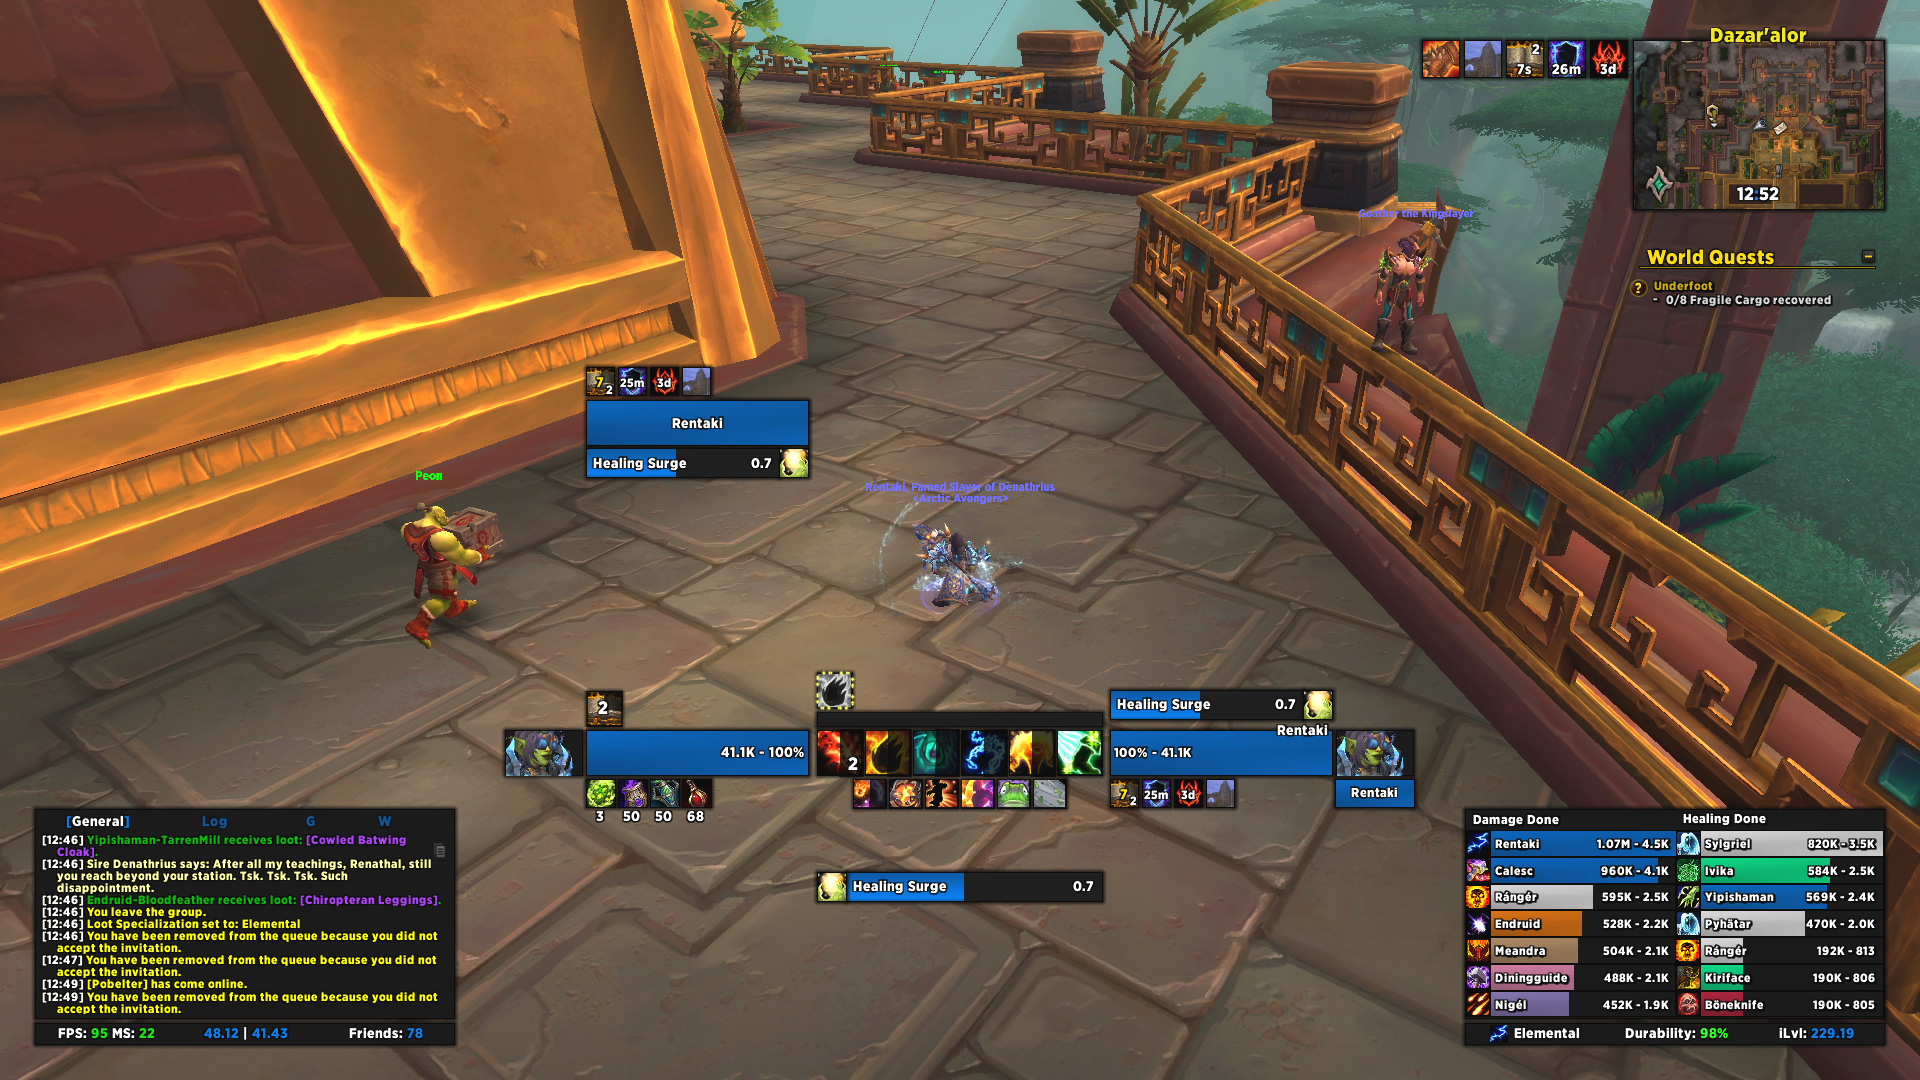 Dazar'alor
2
7s
26m
3d
12:52
World Quests
Underfoot
- 0/8 Fragile Cargo recovered
7 2
25m
3d
Rentaki
Healing Surge 0.7
Peon
Rentaki, Famed Slayer of Denathrius
<Arctic Avengers>
2
41.1K - 100%
3 50 50 68
2
Healing Surge 0.7
Rentaki
100% - 41.1K
7 2
25m
3d
Rentaki
Healing Surge 0.7
[General] Log G W
[12:46] Yipishaman-TarrenMill receives loot: [Cowled Batwing
Cloak].
[12:46] Sire Denathrius says: After all my teachings, Renathal, still
you reach beyond your station. Tsk. Tsk. Tsk. Such
disappointment.
[12:46] Endruid-Bloodfeather receives loot: [Chiropteran Leggings].
[12:46] You leave the group.
[12:46] Loot Specialization set to: Elemental
[12:46] You have been removed from the queue because you did not
accept the invitation.
[12:47] You have been removed from the queue because you did not
accept the invitation.
[12:49] [Pobelter] has come online.
[12:49] You have been removed from the queue because you did not
accept the invitation.
FPS: 95 MS: 22
48.12 | 41.43
Friends: 78
Damage Done
Rentaki 1.07M - 4.5K
Calesc 960K - 4.1K
Rángér 595K - 2.5K
Endruid 528K - 2.2K
Meandra 504K - 2.1K
Diningguide 488K - 2.1K
Nigél 452K - 1.9K
Healing Done
Sylgriel 820K - 3.5K
Ivika 584K - 2.5K
Yipishaman 569K - 2.4K
Pyhätar 470K - 2.0K
Rángér 192K - 813
Kiriface 190K - 806
Böneknife 190K - 805
Elemental
Durability: 98%
iLvl: 229.19